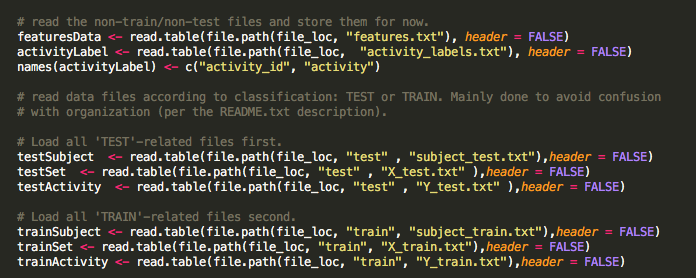 # read the non-train/non-test files and store them for now.
featuresData <- read.table(file.path(file_loc, "features.txt"), header = FALSE)
activityLabel <- read.table(file.path(file_loc,  "activity_labels.txt"), header = FALSE)
names(activityLabel) <- c("activity_id", "activity")
# read data files according to classification: TEST or TRAIN. Mainly done to avoid confusion
# with organization (per the README.txt description).
# Load all 'TEST'-related files first.
testSubject  <- read.table(file.path(file_loc, "test" , "subject_test.txt"),header = FALSE)
testSet  <- read.table(file.path(file_loc, "test" , "X_test.txt" ),header = FALSE)
testActivity  <- read.table(file.path(file_loc, "test" , "Y_test.txt" ),header = FALSE)
# Load all 'TRAIN'-related files second.
trainSubject <- read.table(file.path(file_loc, "train", "subject_train.txt"),header = FALSE)
trainSet <- read.table(file.path(file_loc, "train", "X_train.txt"),header = FALSE)
trainActivity <- read.table(file.path(file_loc, "train", "Y_train.txt"),header = FALSE)